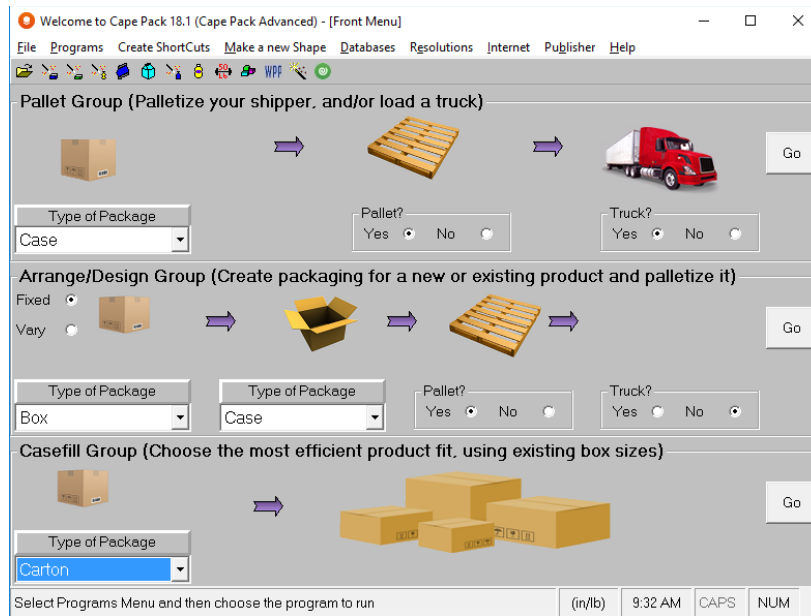 Welcome to Cape Pack 18.1 (Cape Pack Advanced) - [Front Menu]
File Programs Create ShortCuts Make a new Shape Databases Resolutions Internet Publisher Help
WPF
Pallet Group (Palletize your shipper, and/or load a truck)
Go
Type of Package
Case
Pallet?
Yes No
Truck?
Yes No
Arrange/Design Group (Create packaging for a new or existing product and palletize it)
Fixed
Vary
Go
Type of Package
Box
Type of Package
Case
Pallet?
Yes No
Truck?
Yes No
Casefill Group (Choose the most efficient product fit, using existing box sizes)
Go
Type of Package
Carton
Select Programs Menu and then choose the program to run (in/lb) 9:32 AM CAPS NUM